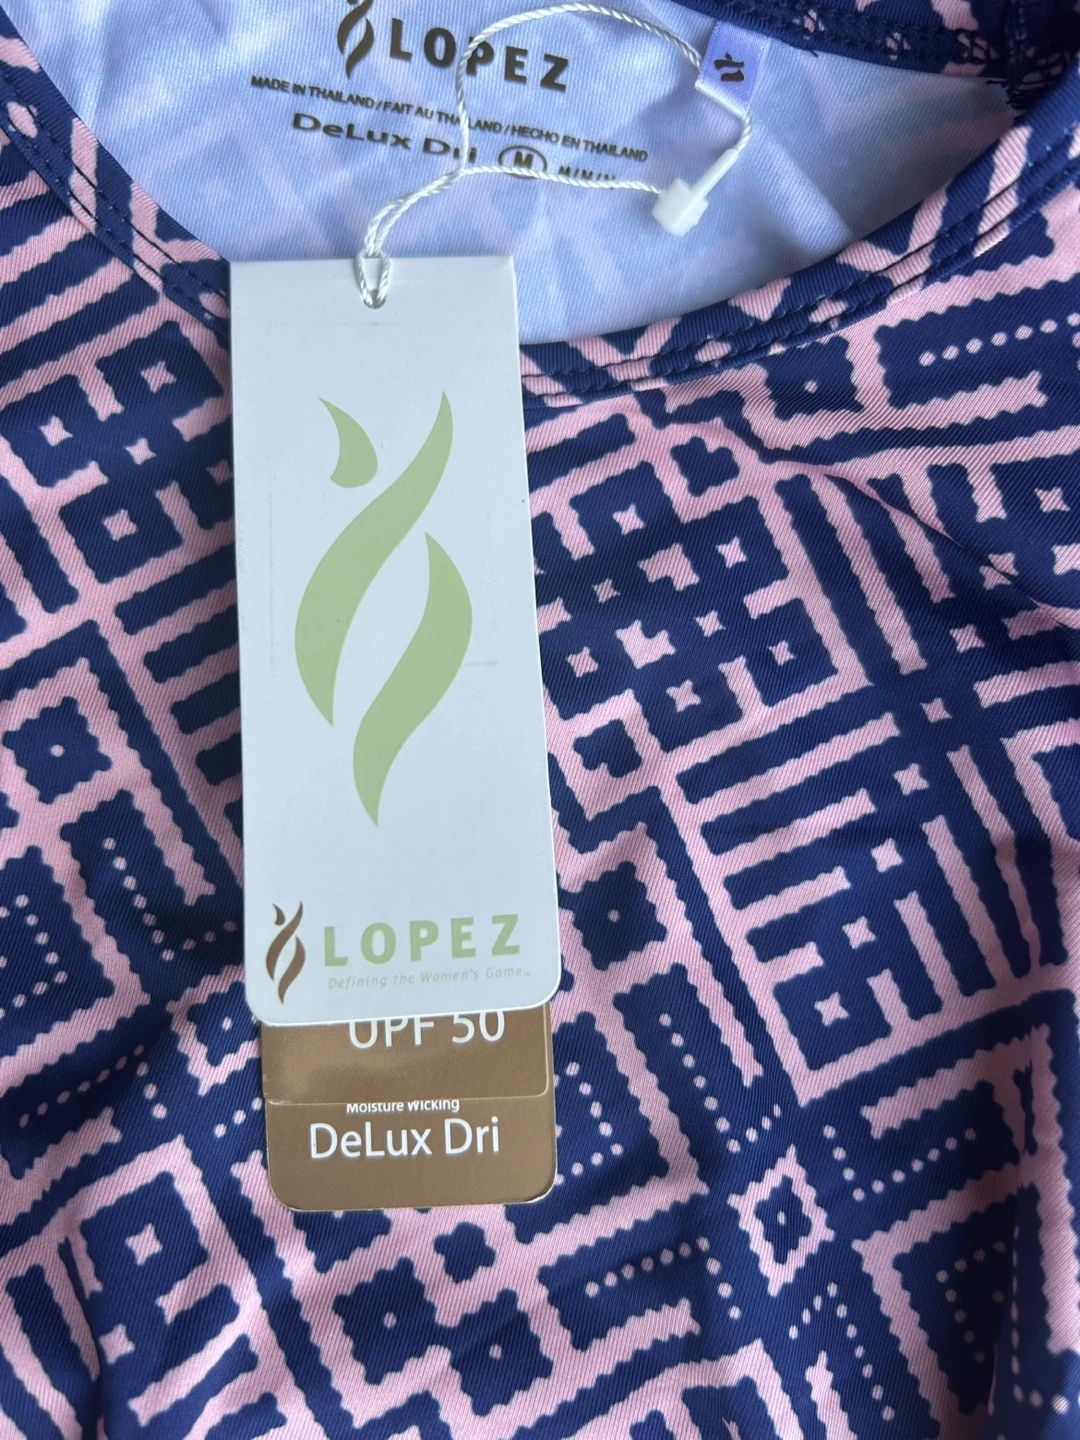 LOPEZ
MADE IN THAILAND / FAIT AU THAILAND / HECHO EN THAILAND
DeLux Dri M M/M/
LOPEZ
Defining the Women's Game™
UPF 50
Moisture Wicking
DeLux Dri